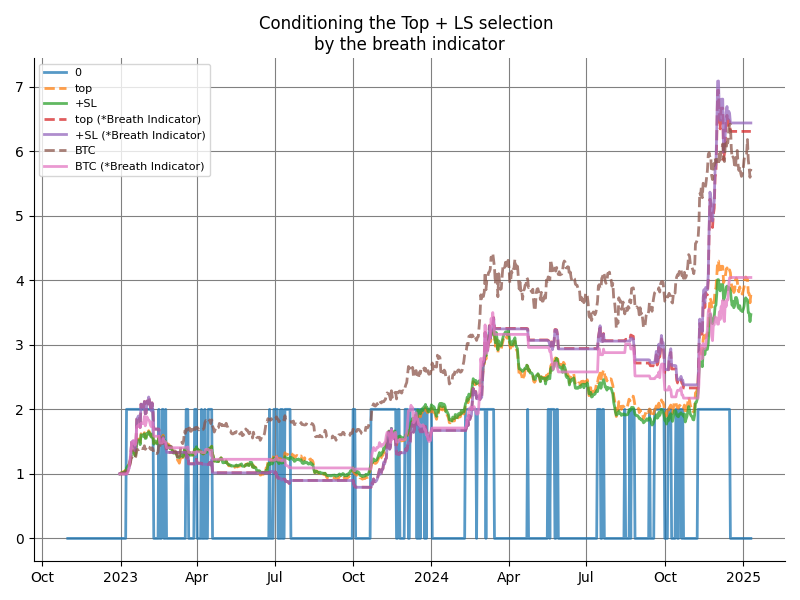 Conditioning the Top + LS selection
by the breath indicator
0
top
+SL
top (*Breath Indicator)
+SL (*Breath Indicator)
BTC
BTC (*Breath Indicator)
7
6
5
4
3
2
1
0
Oct
2023
Apr
Jul
Oct
2024
Apr
Jul
Oct
2025